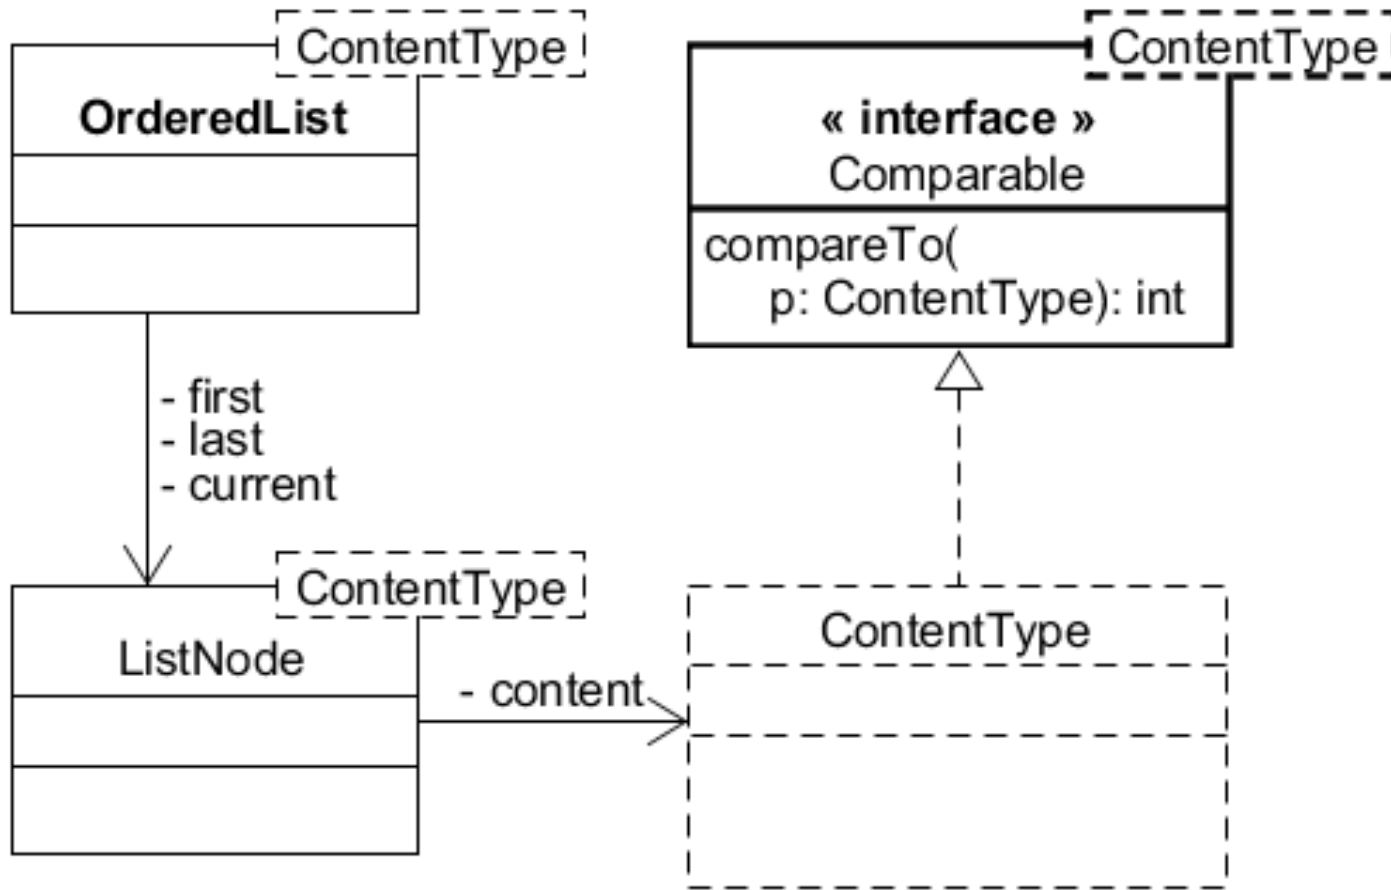 ContentType
OrderedList
ContentType
« interface »
Comparable
compareTo(
p: ContentType): int
- first
- last
- current
ContentType
ListNode
- content
ContentType